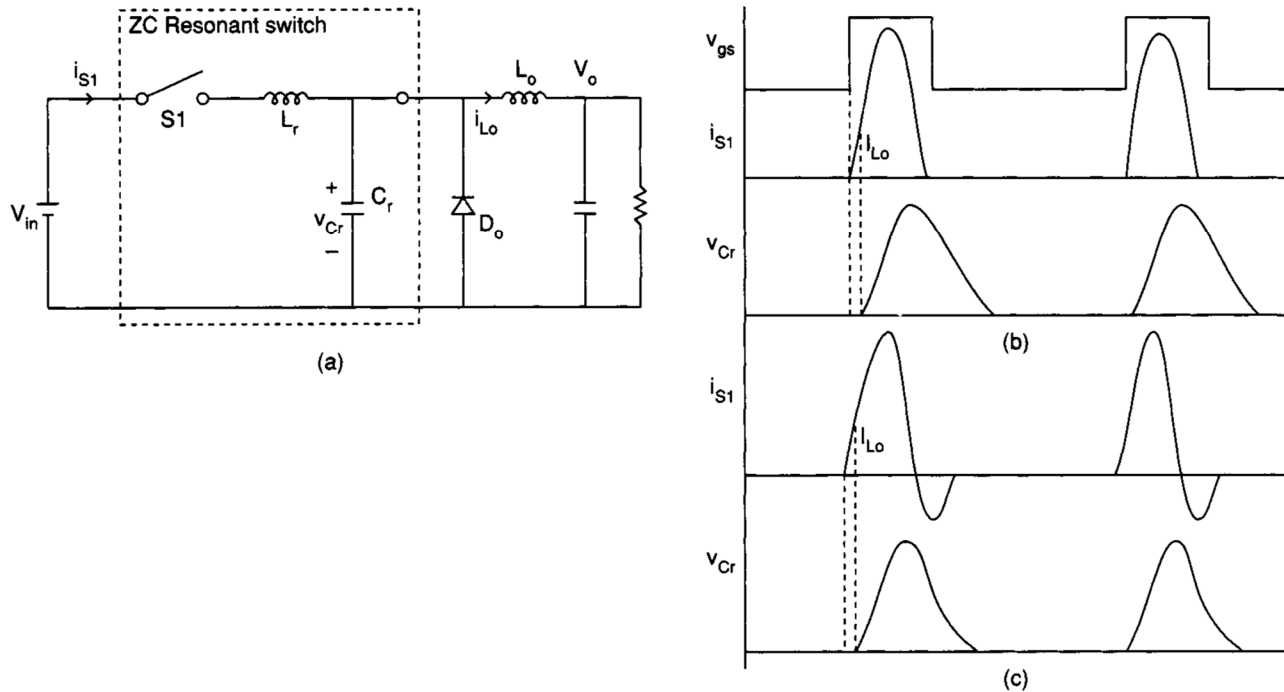 ZC Resonant switch
i_S1
S1
L_r
L_o
V_o
i_Lo
V_in
+
v_Cr
−
C_r
D_o
(a)
v_gs
i_S1
I_Lo
v_Cr
(b)
i_S1
I_Lo
v_Cr
(c)